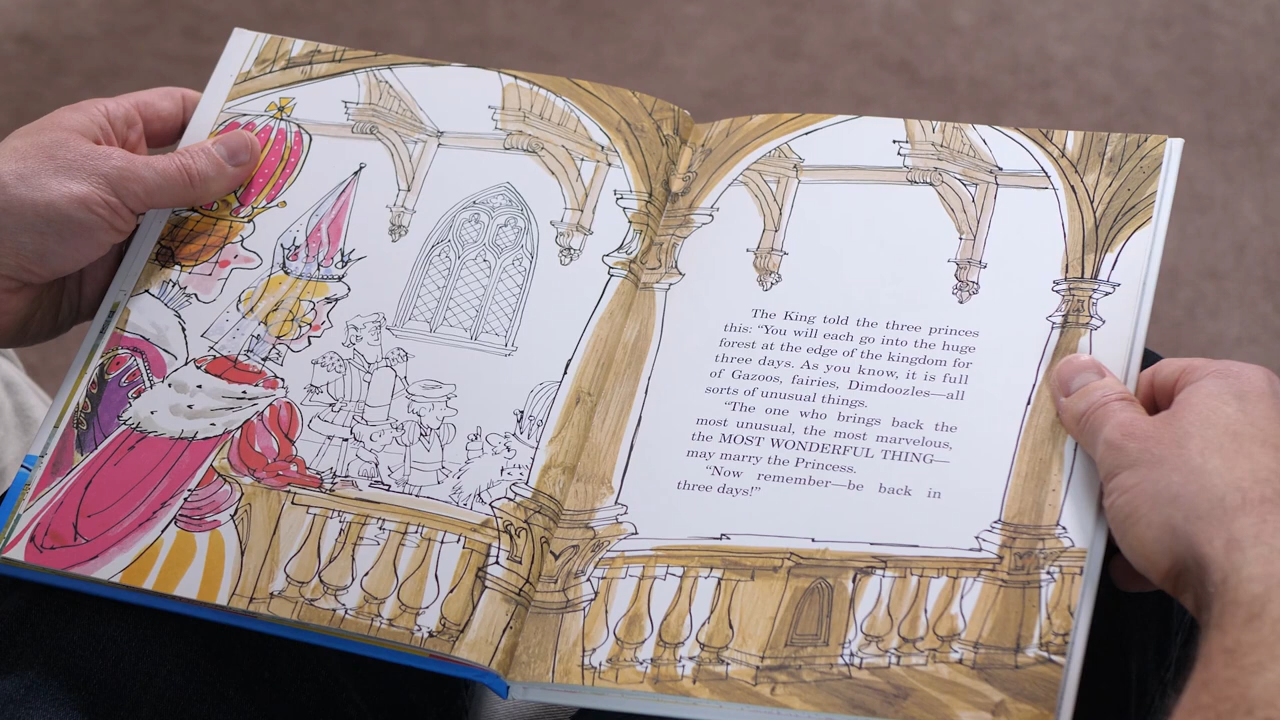 The King told the three princes
this: “You will each go into the huge
forest at the edge of the kingdom for
three days. As you know, it is full
of Gazoos, fairies, Dimdoozles—all
sorts of unusual things.
“The one who brings back the
most unusual, the most marvelous,
the MOST WONDERFUL THING—
may marry the Princess.
“Now remember—be back in
three days!”